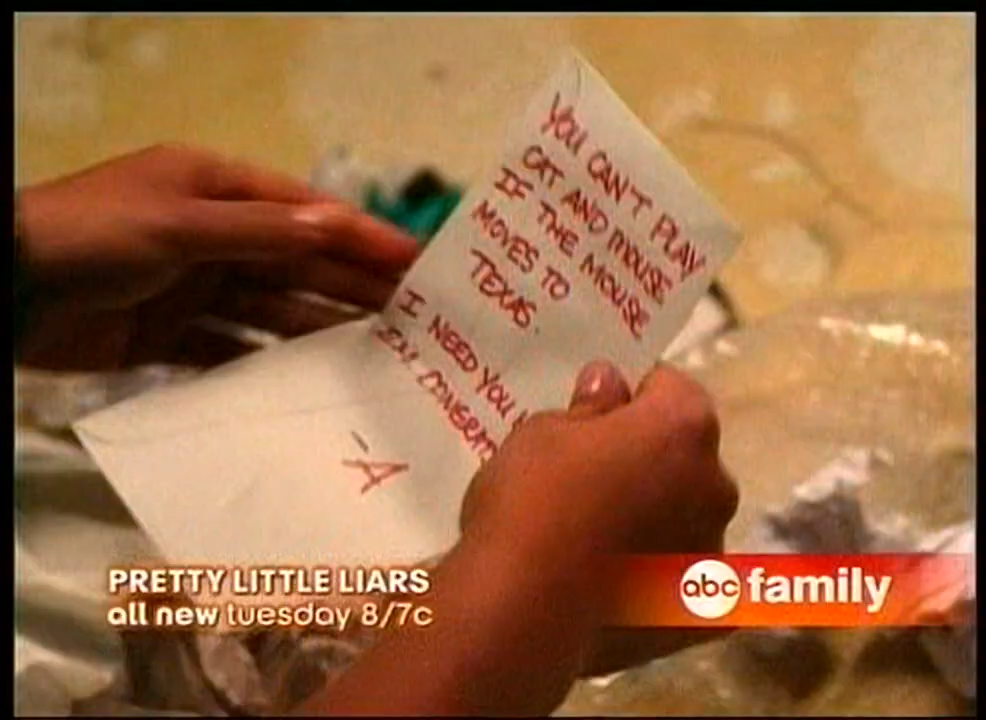 YOU CAN'T PLAY
CAT AND MOUSE
IF THE MOUSE
MOVES TO
TEXAS.
I NEED YOU
-A
PRETTY LITTLE LIARS
all new tuesday 8/7c
abc family